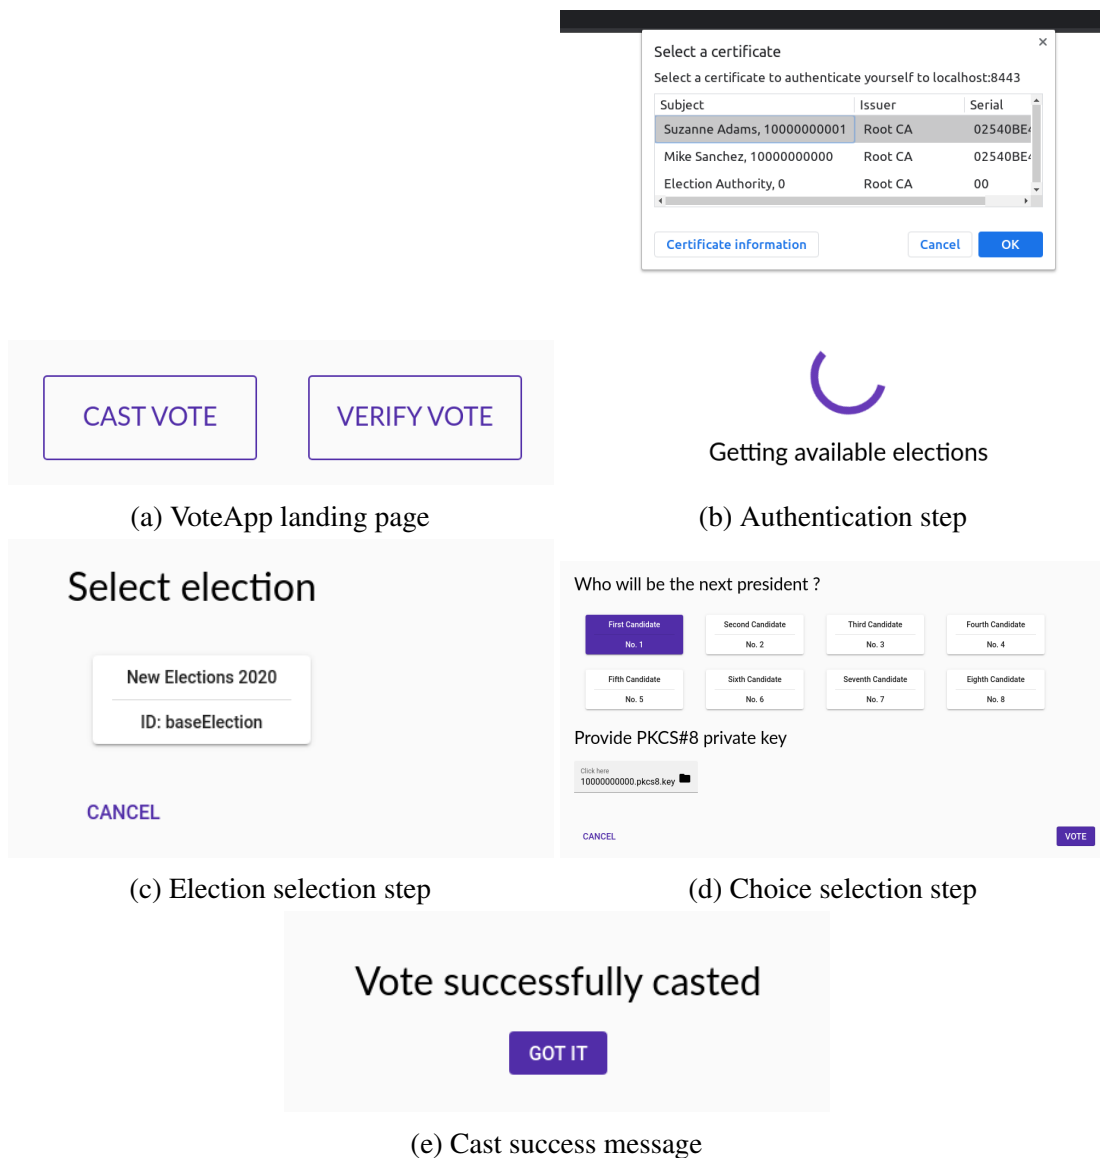 Select a certificate
Select a certificate to authenticate yourself to localhost:8443
Subject Issuer Serial
Suzanne Adams, 10000000001 Root CA 02540BE4
Mike Sanchez, 10000000000 Root CA 02540BE4
Election Authority, 0 Root CA 00
Certificate information Cancel OK
CAST VOTE VERIFY VOTE
Getting available elections
(a) VoteApp landing page
(b) Authentication step
Select election
New Elections 2020
ID: baseElection
CANCEL
Who will be the next president ?
First Candidate Second Candidate Third Candidate Fourth Candidate
No. 1 No. 2 No. 3 No. 4
Fifth Candidate Sixth Candidate Seventh Candidate Eighth Candidate
No. 5 No. 6 No. 7 No. 8
Provide PKCS#8 private key
Click here
10000000000.pkcs8.key
CANCEL VOTE
(c) Election selection step
(d) Choice selection step
Vote successfully casted
GOT IT
(e) Cast success message